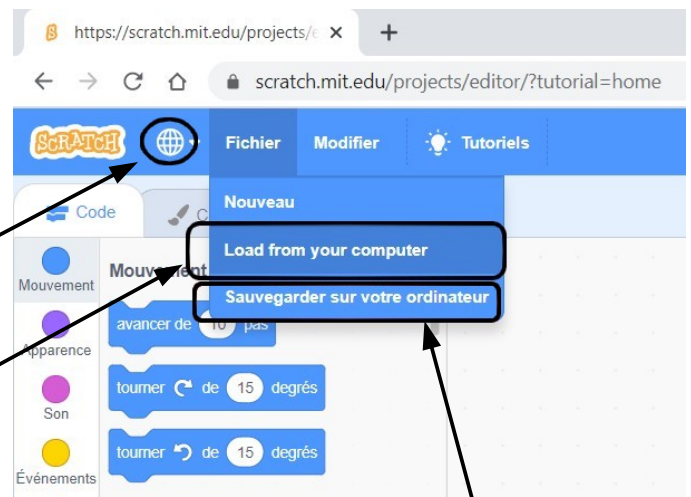 https://scratch.mit.edu/projects/e
scratch.mit.edu/projects/editor/?tutorial=home
SCRATCH
Fichier
Modifier
Tutoriels
Code
C
Nouveau
Load from your computer
Sauvegarder sur votre ordinateur
Mouvement
Mouvement
avancer de 10 pas
Apparence
tourner de 15 degrés
Son
tourner de 15 degrés
Événements